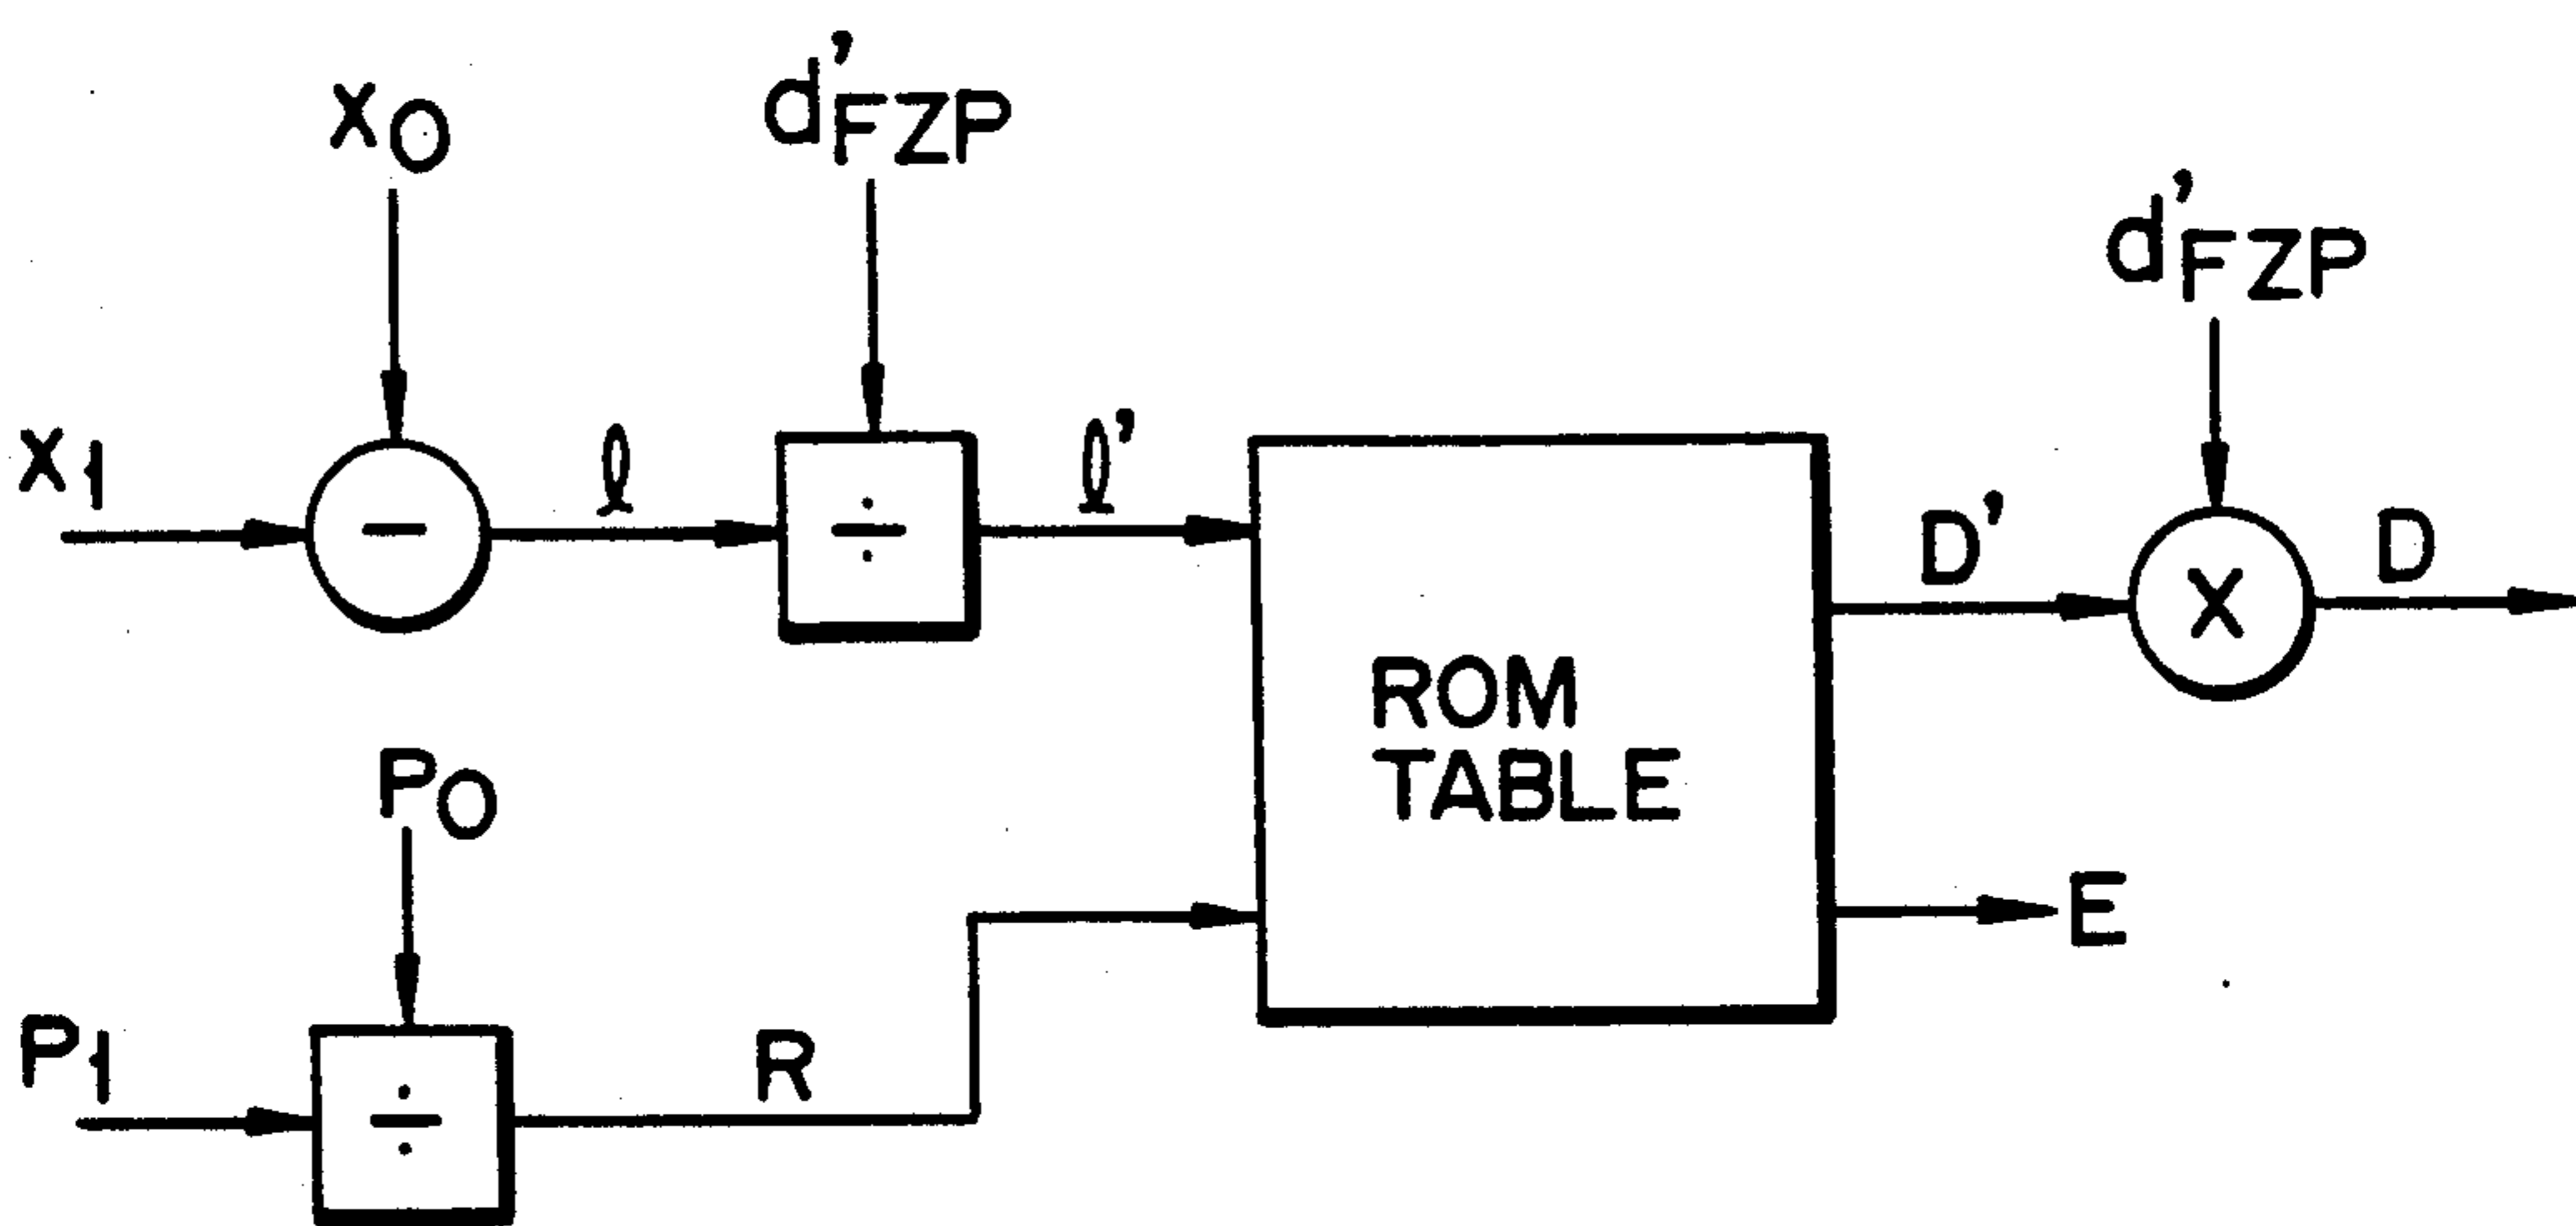 x0
d'FZP
d'FZP
x1
−
ℓ
÷
ℓ'
D'
X
D
ROM
TABLE
P0
E
P1
÷
R